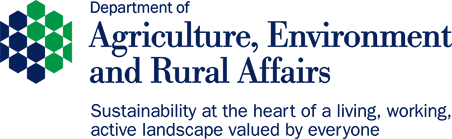 Department of
Agriculture, Environment
and Rural Affairs
Sustainability at the heart of a living, working,
active landscape valued by everyone